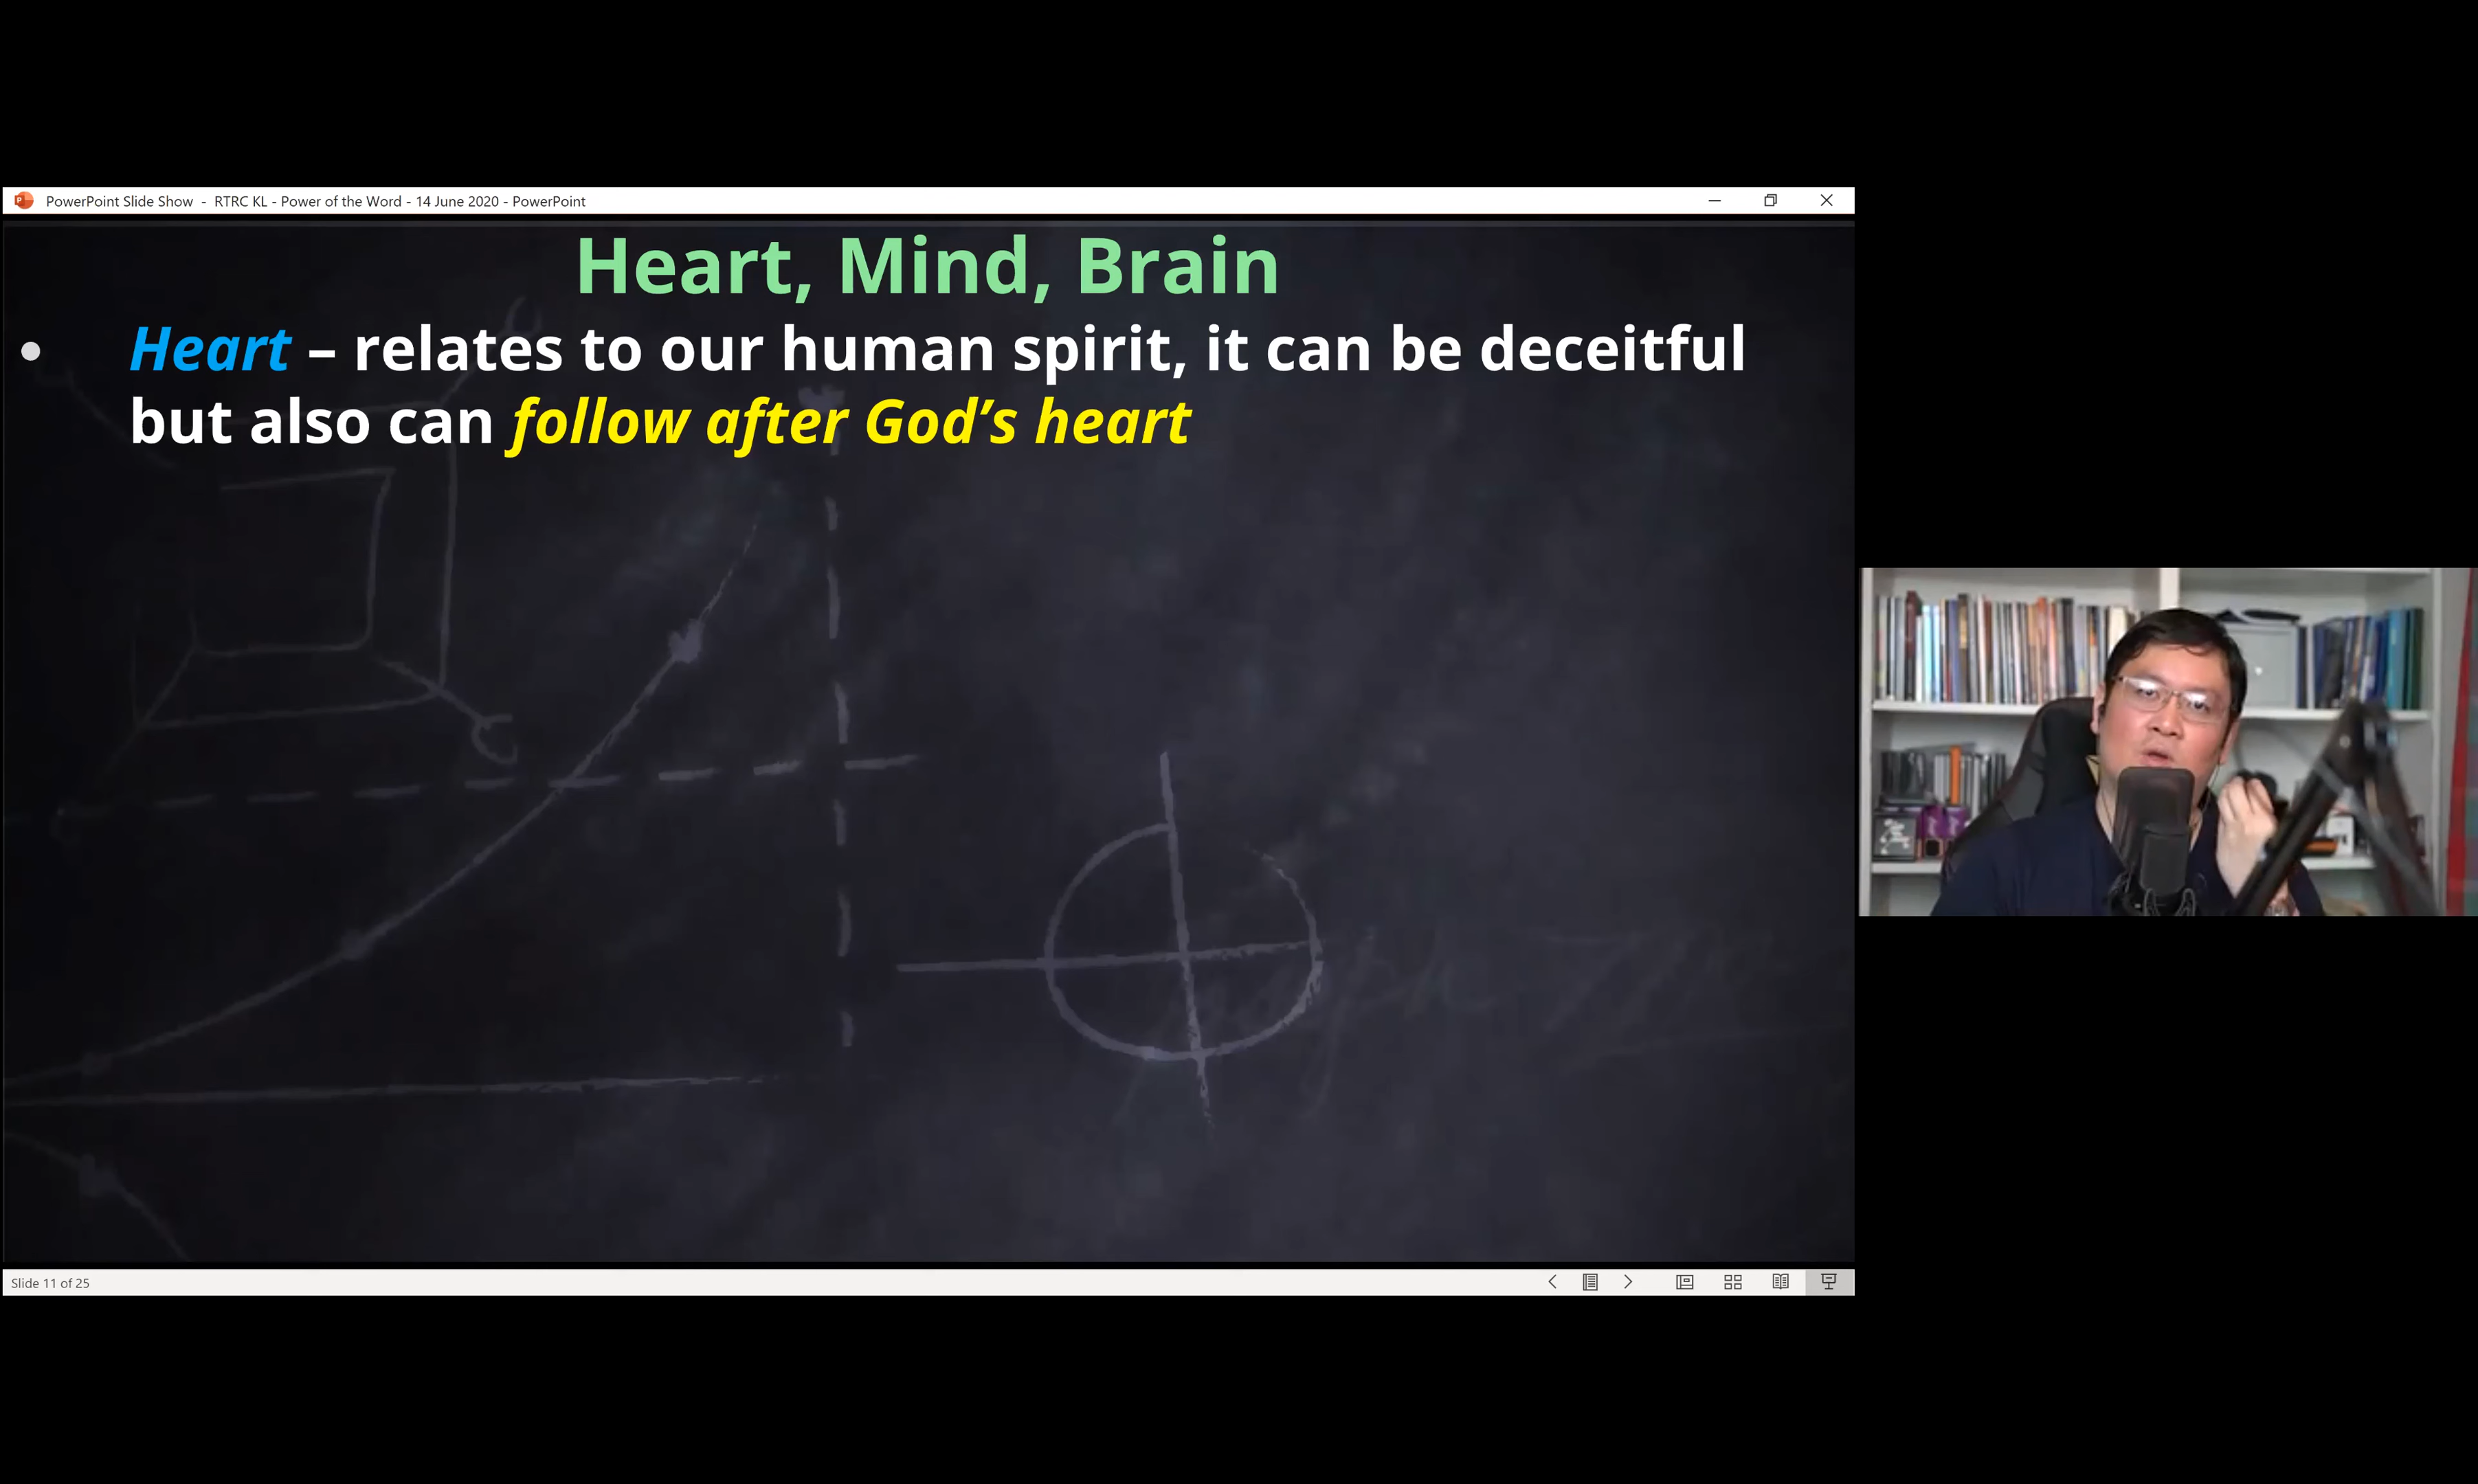 PowerPoint Slide Show - RTRC KL - Power of the Word - 14 June 2020 - PowerPoint
Heart, Mind, Brain
• Heart – relates to our human spirit, it can be deceitful
but also can follow after God’s heart
Slide 11 of 25